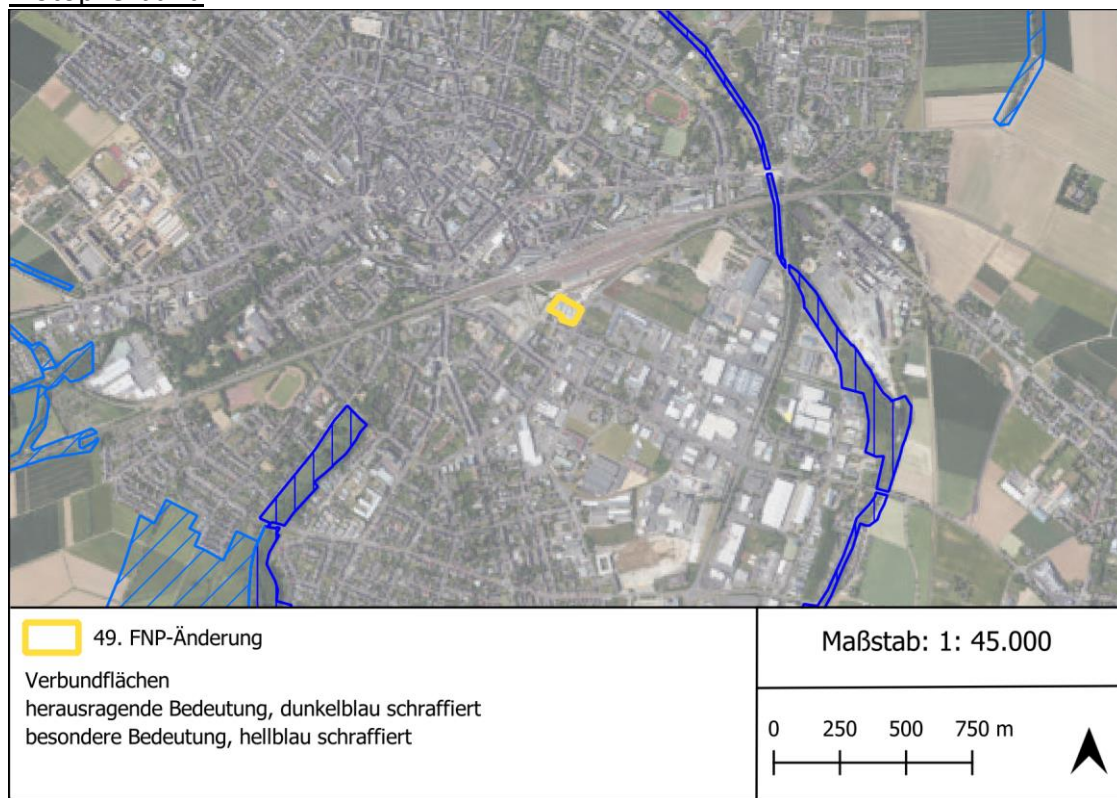 49. FNP-Änderung
Verbundflächen
herausragende Bedeutung, dunkelblau schraffiert
besondere Bedeutung, hellblau schraffiert
Maßstab: 1: 45.000
0 250 500 750 m